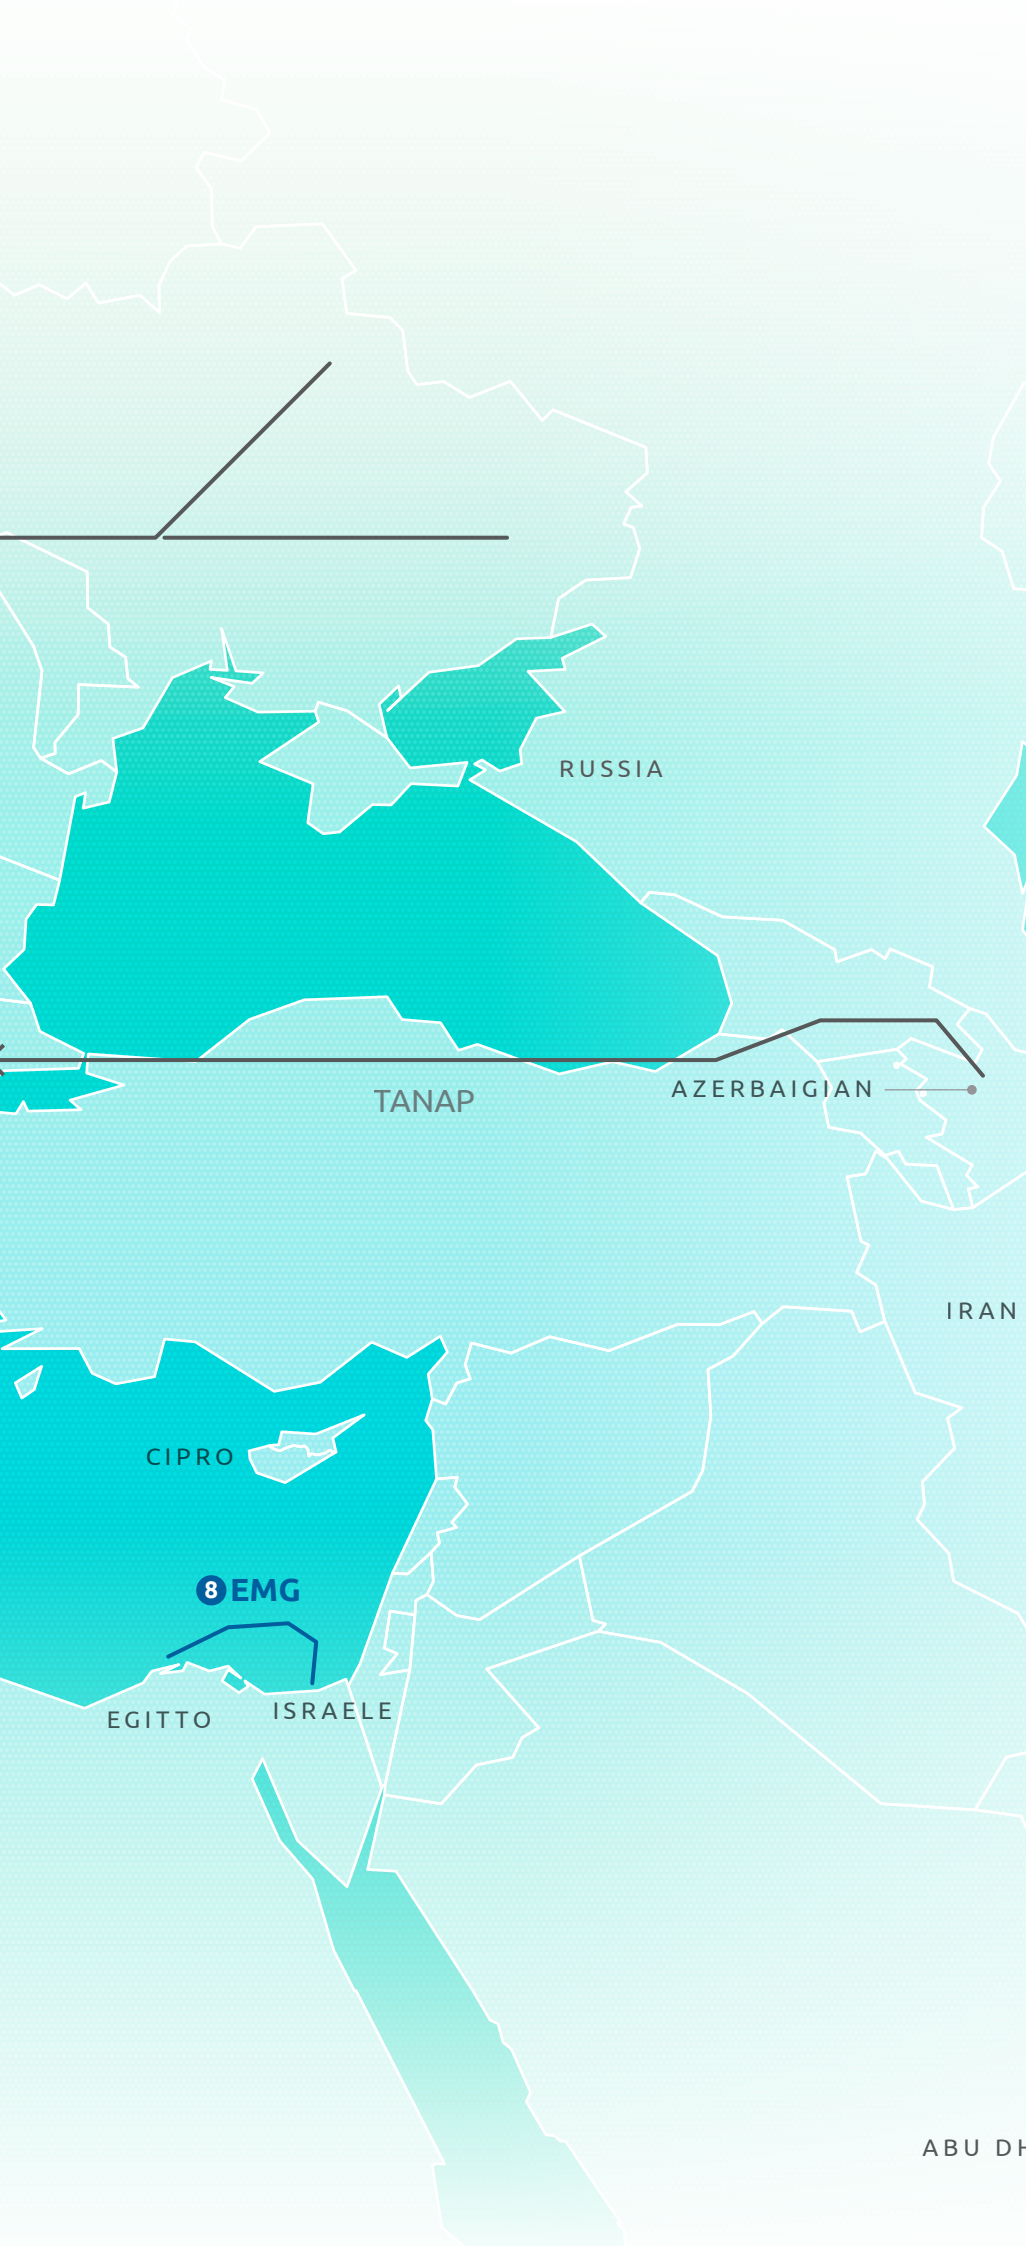 RUSSIA
TANAP
AZERBAIGIAN
IRAN
CIPRO
8 EMG
ISRAELE
EGITTO
ABU DH